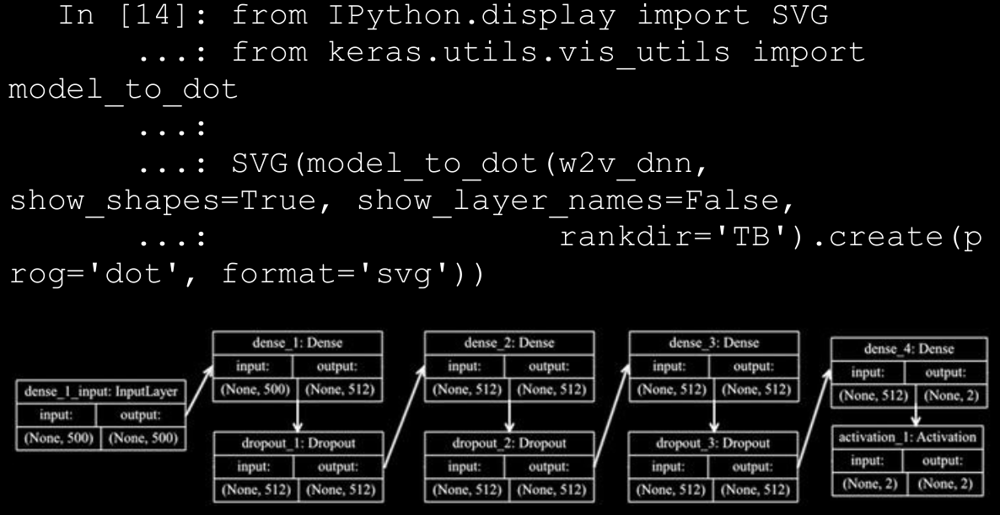 In [14]: from IPython.display import SVG
...: from keras.utils.vis_utils import
model_to_dot
...:
...: SVG(model_to_dot(w2v_dnn,
show_shapes=True, show_layer_names=False,
...: rankdir='TB').create(p
rog='dot', format='svg'))
dense_1_input: InputLayer
input: output:
(None, 500) (None, 500)
dense_1: Dense
input: output:
(None, 500) (None, 512)
dropout_1: Dropout
input: output:
(None, 512) (None, 512)
dense_2: Dense
input: output:
(None, 512) (None, 512)
dropout_2: Dropout
input: output:
(None, 512) (None, 512)
dense_3: Dense
input: output:
(None, 512) (None, 512)
dropout_3: Dropout
input: output:
(None, 512) (None, 512)
dense_4: Dense
input: output:
(None, 512) (None, 2)
activation_1: Activation
input: output:
(None, 2) (None, 2)